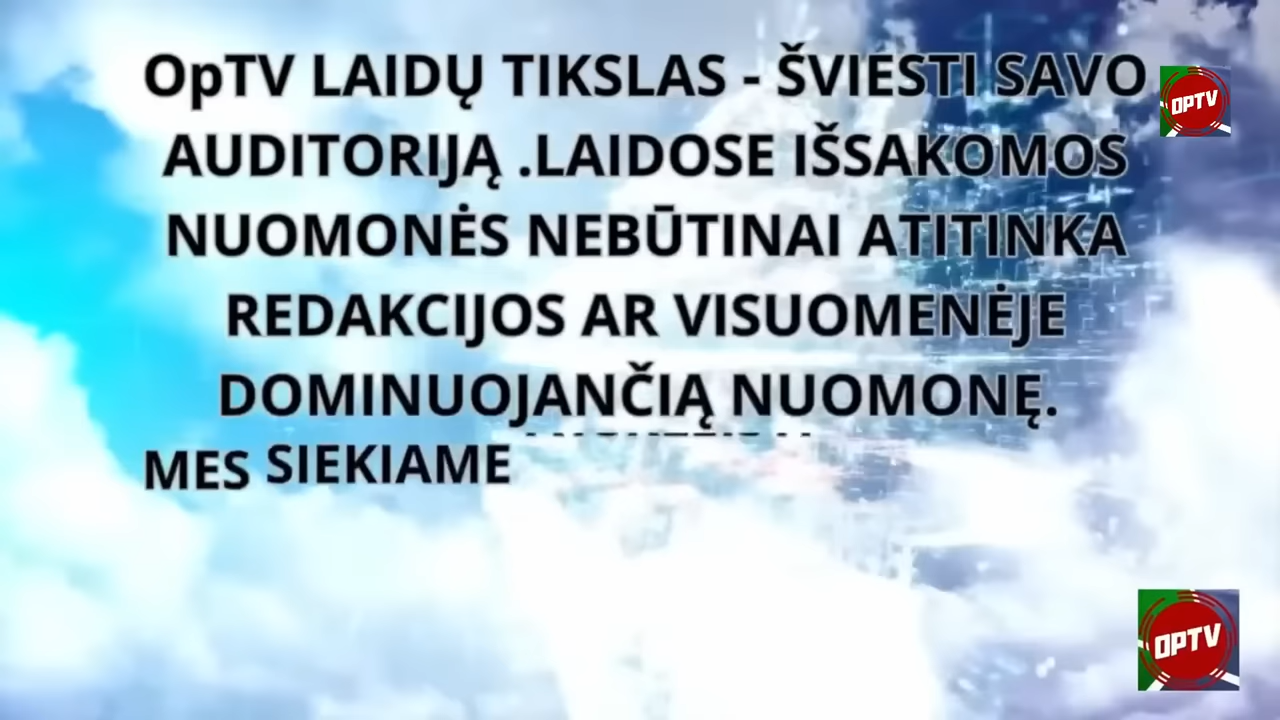 OpTV LAIDŲ TIKSLAS - ŠVIESTI SAVO
AUDITORIJĄ .LAIDOSE IŠSAKOMOS
NUOMONĖS NEBŪTINAI ATITINKA
REDAKCIJOS AR VISUOMENĖJE
DOMINUOJANČIĄ NUOMONĘ.
MES SIEKIAME
OPTV
OPTV